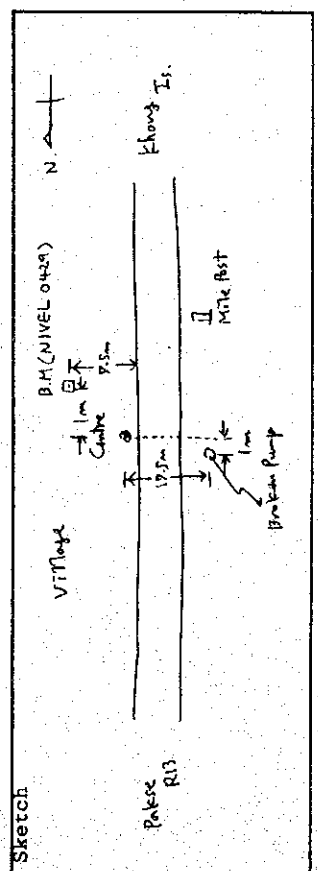 Sketch
N.
B.M(NIVEL 0429)
Village
1m
Centre
7.5m
17.5m
Pakse
R13
Khong Is.
Mile Post
1m
Broken Pump